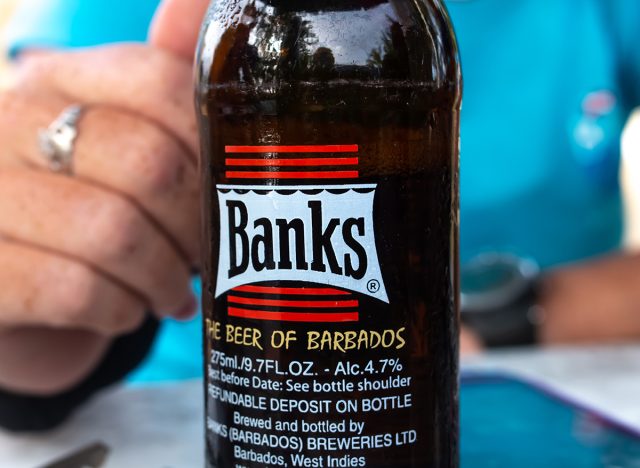 Banks ®
THE BEER OF BARBADOS
275ml./9.7FL.OZ. - Alc.4.7%
Best before Date: See bottle shoulder
REFUNDABLE DEPOSIT ON BOTTLE
Brewed and bottled by
BANKS (BARBADOS) BREWERIES LTD
Barbados, West Indies